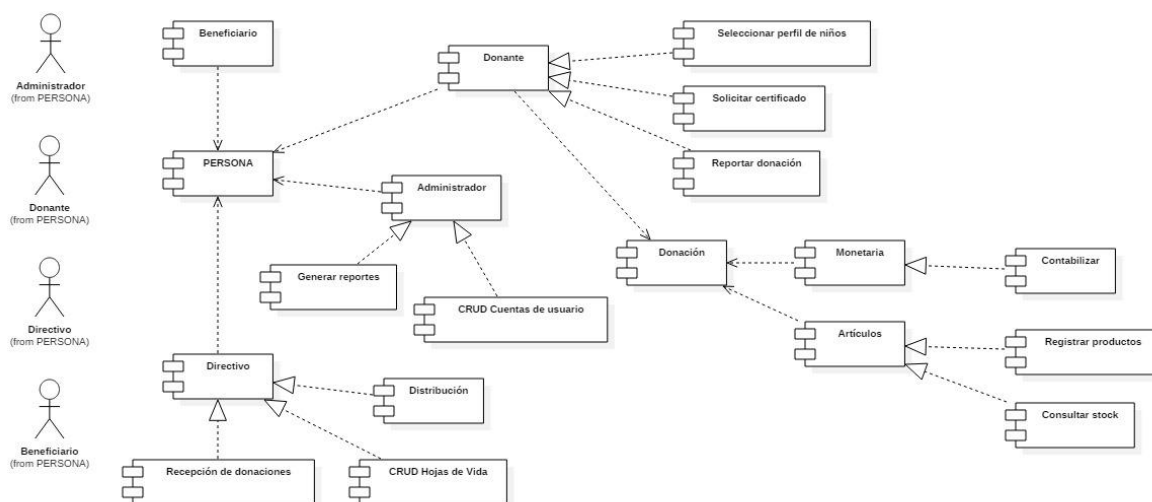 Administrador
(from PERSONA)
Donante
(from PERSONA)
Directivo
(from PERSONA)
Beneficiario
(from PERSONA)
Beneficiario
Donante
Seleccionar perfil de niños
Solicitar certificado
Reportar donación
PERSONA
Administrador
Generar reportes
CRUD Cuentas de usuario
Donación
Monetaria
Contabilizar
Artículos
Registrar productos
Consultar stock
Directivo
Distribución
Recepción de donaciones
CRUD Hojas de Vida